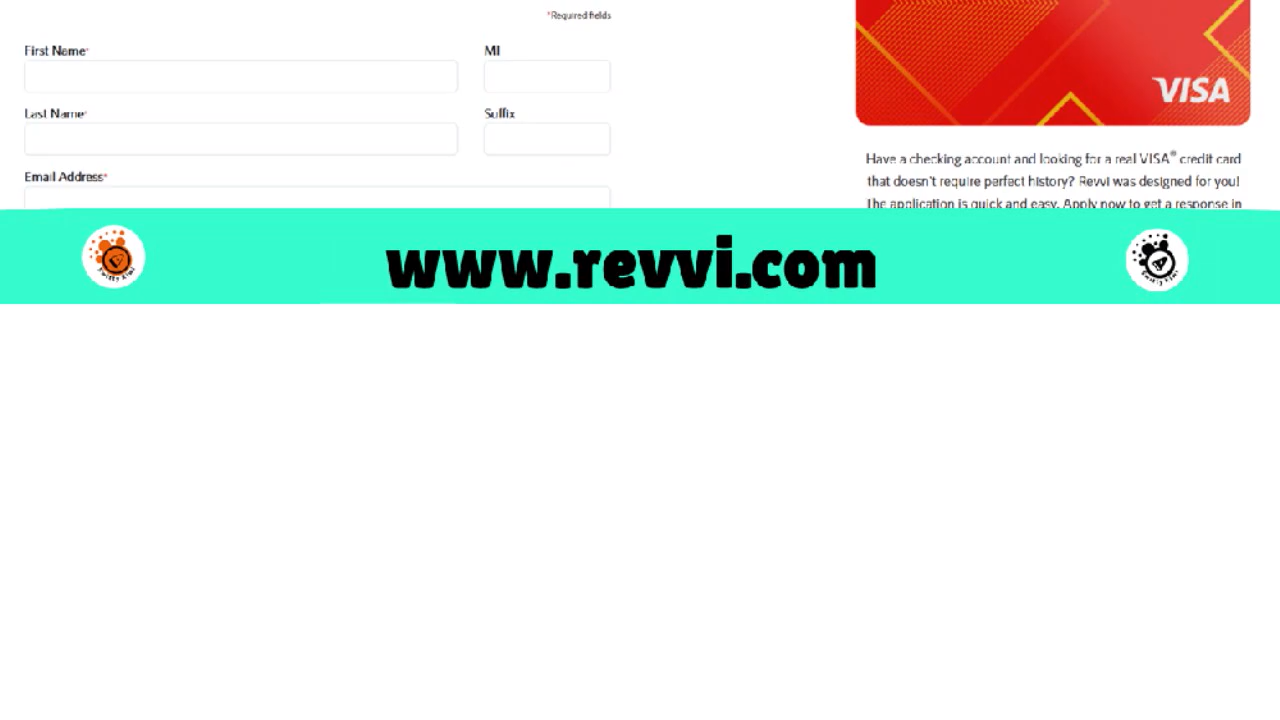 *Required fields
First Name*
MI
Last Name*
Suffix
Email Address*
VISA
Have a checking account and looking for a real VISA® credit card
that doesn't require perfect history? Revvi was designed for you!
The application is quick and easy. Apply now to get a response in
www.revvi.com